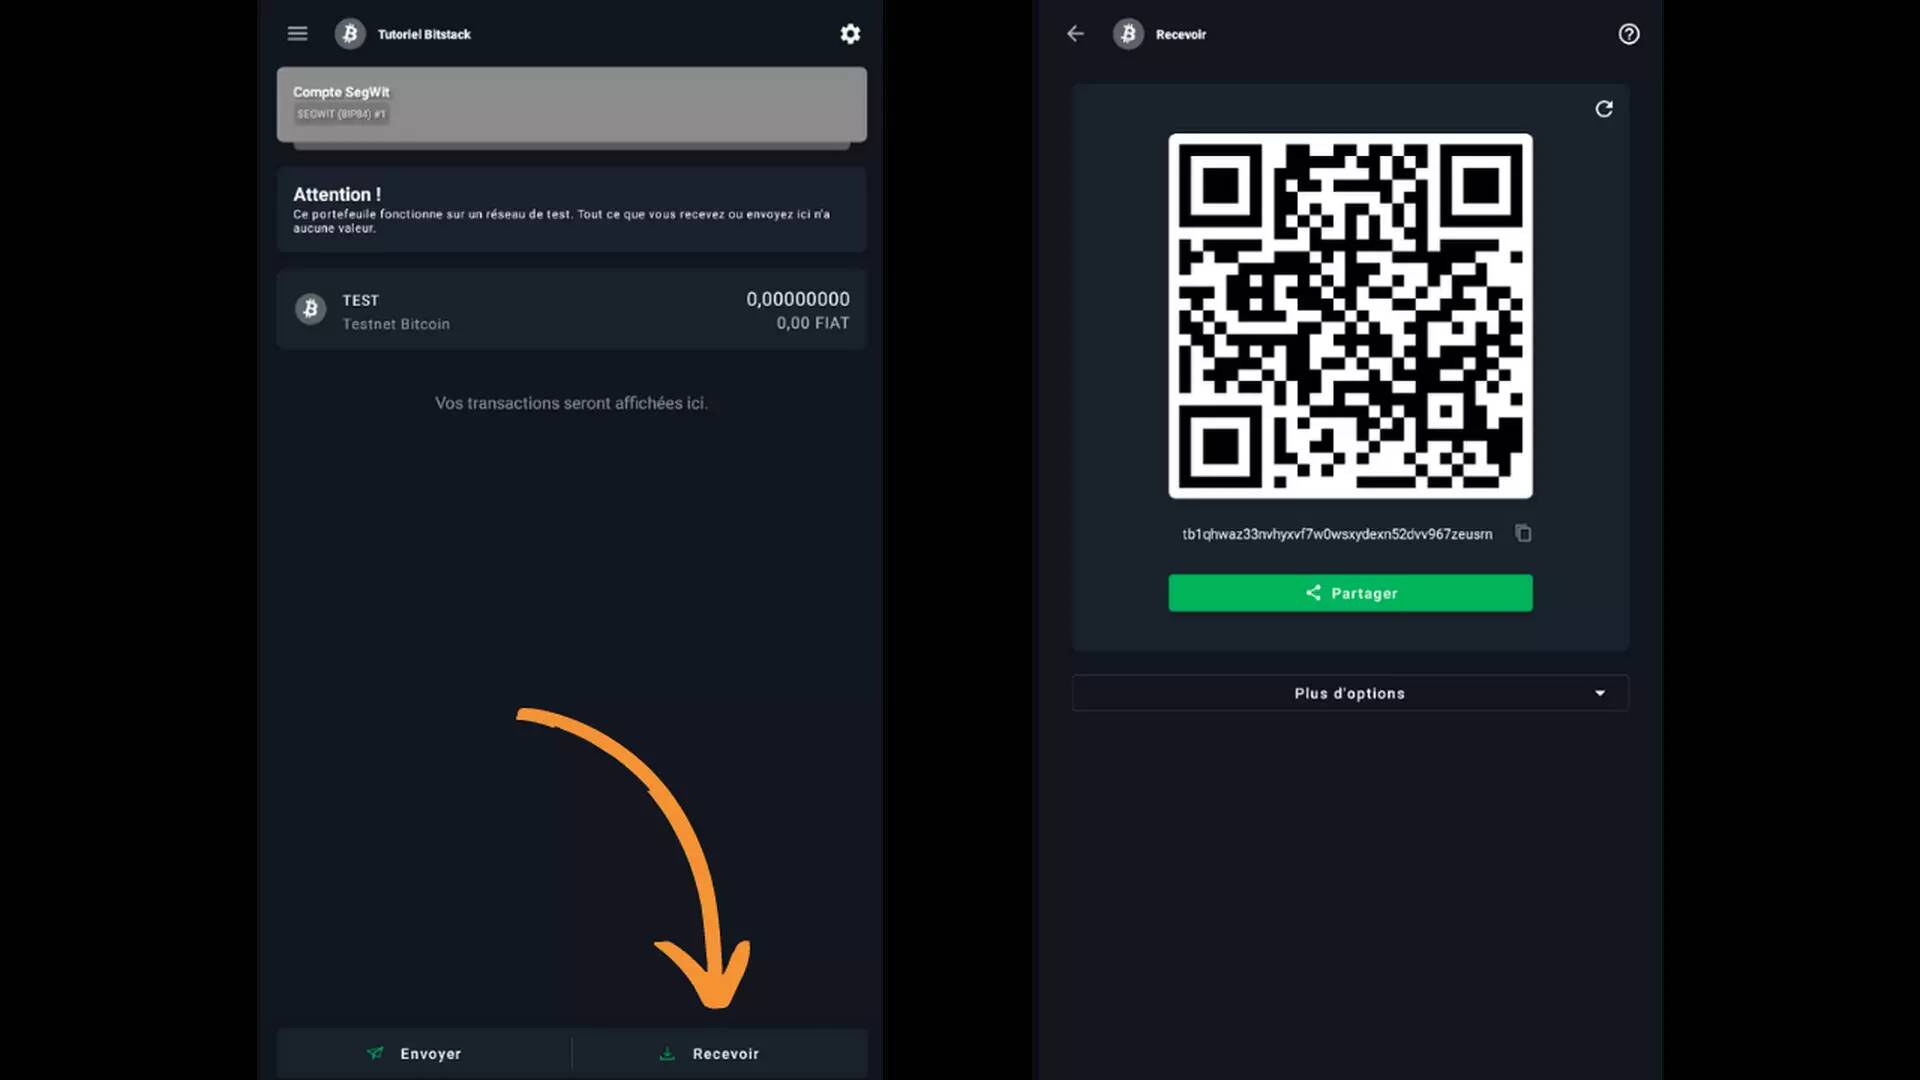 Tutoriel Bitstack
Compte SegWit
SEGWIT (BIP84) #1
Attention !
Ce portefeuille fonctionne sur un réseau de test. Tout ce que vous recevez ou envoyez ici n'a
aucune valeur.
TEST
0,00000000
Testnet Bitcoin
0,00 FIAT
Vos transactions seront affichées ici.
Envoyer
Recevoir
Recevoir
tb1qhwaz33nvhyxvf7w0wsxydexn52dvv967zeusrn
Partager
Plus d'options